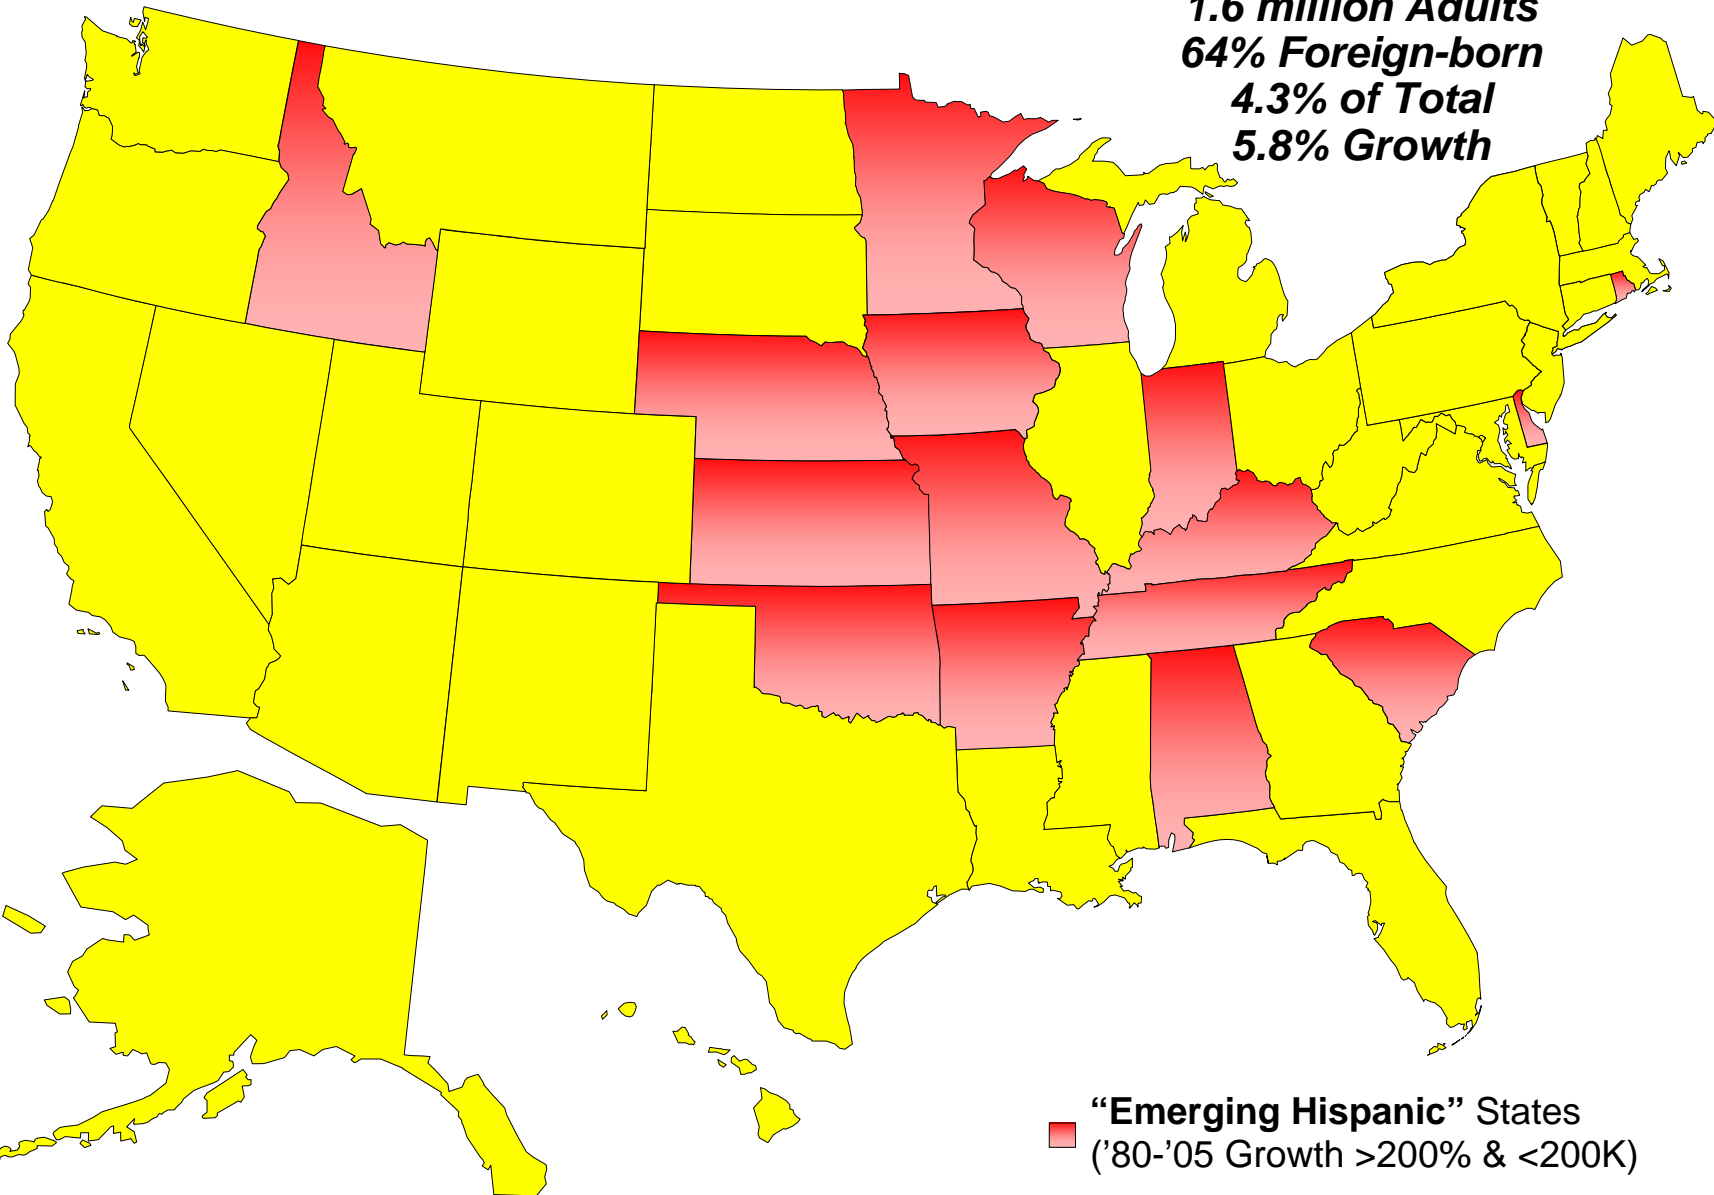 1.6 million Adults
64% Foreign-born
4.3% of Total
5.8% Growth
“Emerging Hispanic” States
(’80-’05 Growth >200% & <200K)